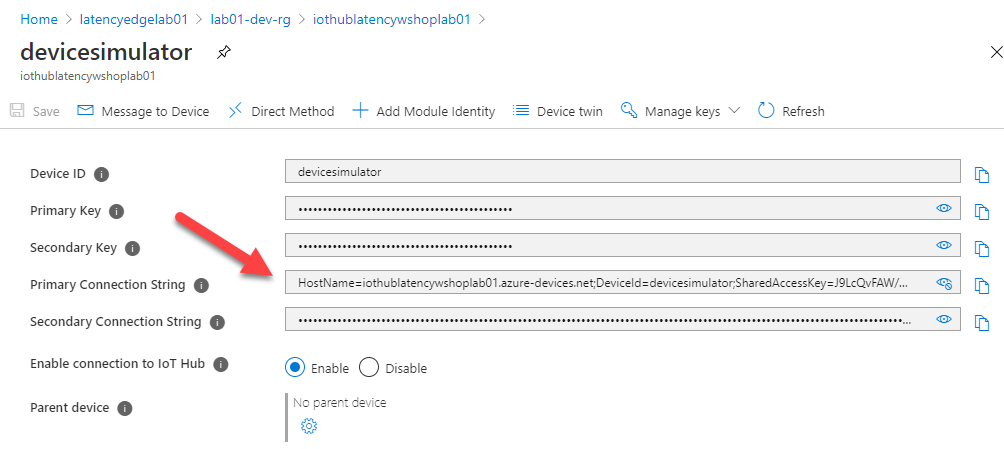 Home > latencyedgelab01 > lab01-dev-rg > iothublatencywshoplab01 >
devicesimulator
iothublatencywshoplab01
Save Message to Device Direct Method Add Module Identity Device twin Manage keys Refresh
Device ID devicesimulator
Primary Key ••••••••••••••••••••••••••••••••••••••••••••
Secondary Key ••••••••••••••••••••••••••••••••••••••••••••
Primary Connection String HostName=iothublatencywshoplab01.azure-devices.net;DeviceId=devicesimulator;SharedAccessKey=J9LcQvFAW/...
Secondary Connection String ••••••••••••••••••••••••••••••••••••••••••••••••••••••••••••••••••••••••••••••••••••••••••••••••••••••••••••...
Enable connection to IoT Hub Enable Disable
Parent device No parent device